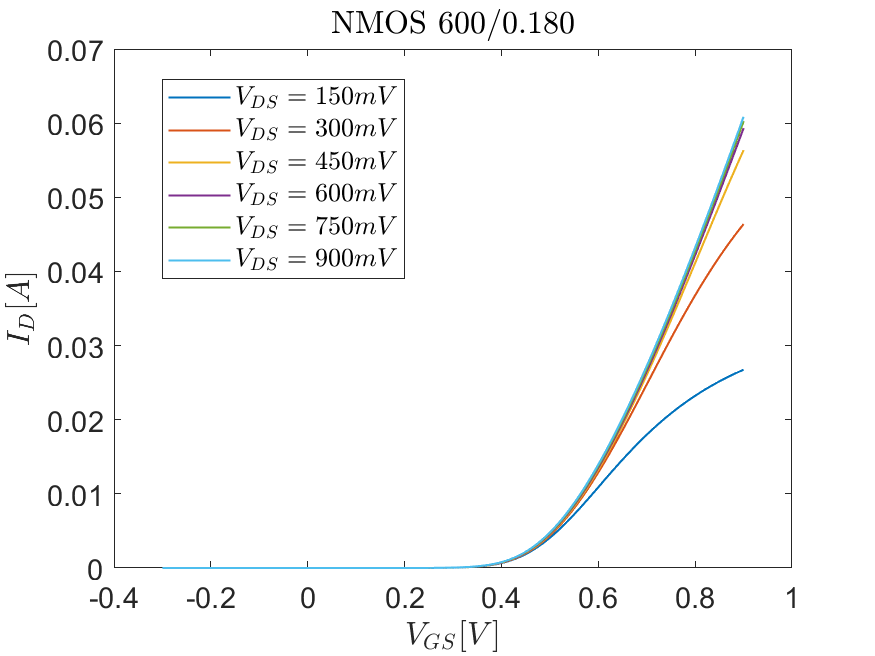 NMOS 600/0.180
0.07
0.06
0.05
0.04
0.03
0.02
0.01
0
I_D[A]
V_DS = 150mV
V_DS = 300mV
V_DS = 450mV
V_DS = 600mV
V_DS = 750mV
V_DS = 900mV
-0.4 -0.2 0 0.2 0.4 0.6 0.8 1
V_GS[V]